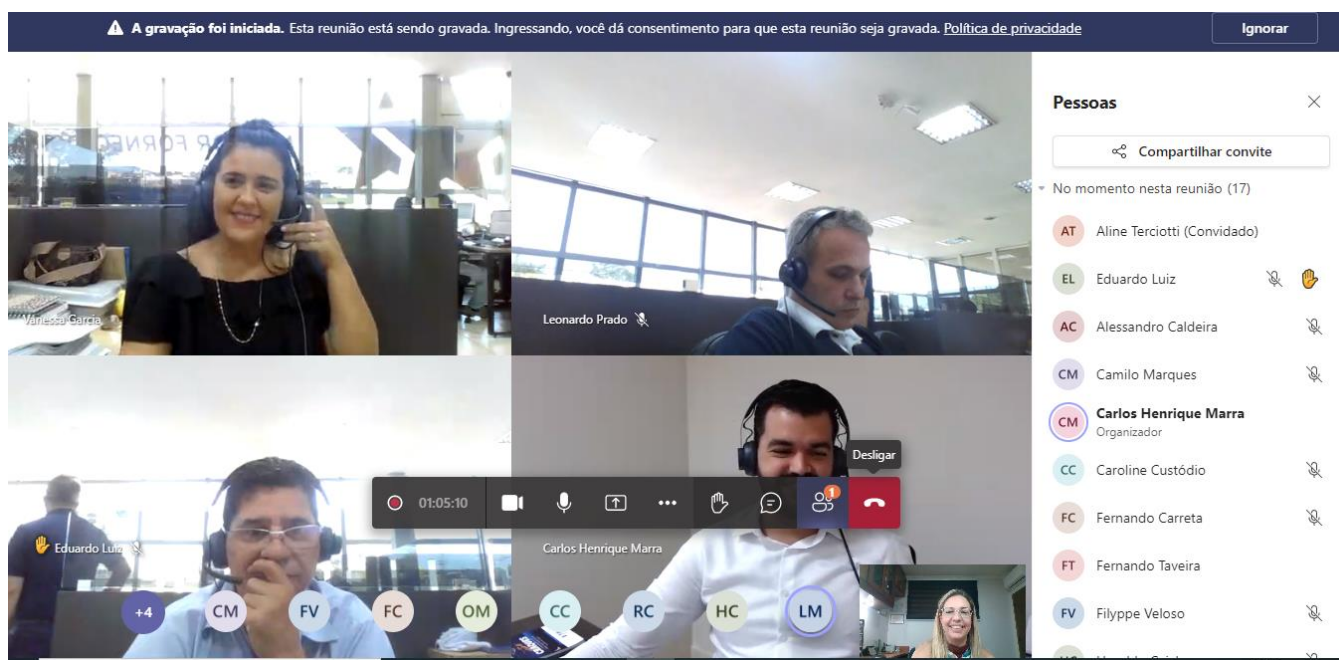 A gravação foi iniciada. Esta reunião está sendo gravada. Ingressando, você dá consentimento para que esta reunião seja gravada. Política de privacidade
Ignorar
Vanessa Garcia
Leonardo Prado
Eduardo Luiz
Carlos Henrique Marra
01:05:10
1
Desligar
+4
CM
FV
FC
OM
CC
RC
HC
LM
Pessoas
Compartilhar convite
No momento nesta reunião (17)
AT Aline Terciotti (Convidado)
EL Eduardo Luiz
AC Alessandro Caldeira
CM Camilo Marques
CM Carlos Henrique Marra
Organizador
CC Caroline Custódio
FC Fernando Carreta
FT Fernando Taveira
FV Filyppe Veloso